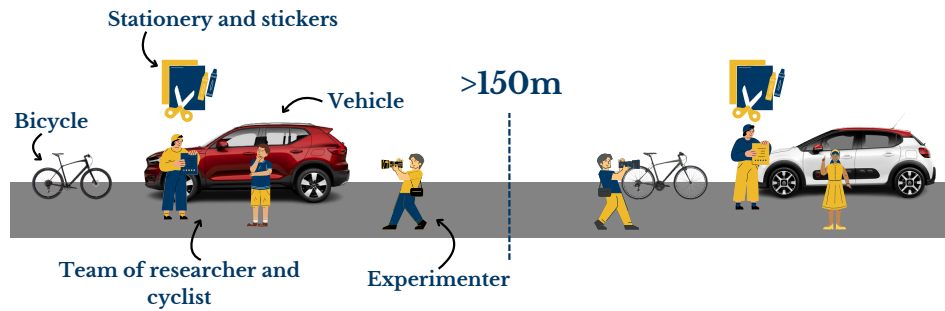 Stationery and stickers
>150m
Vehicle
Bicycle
Team of researcher and
cyclist
Experimenter